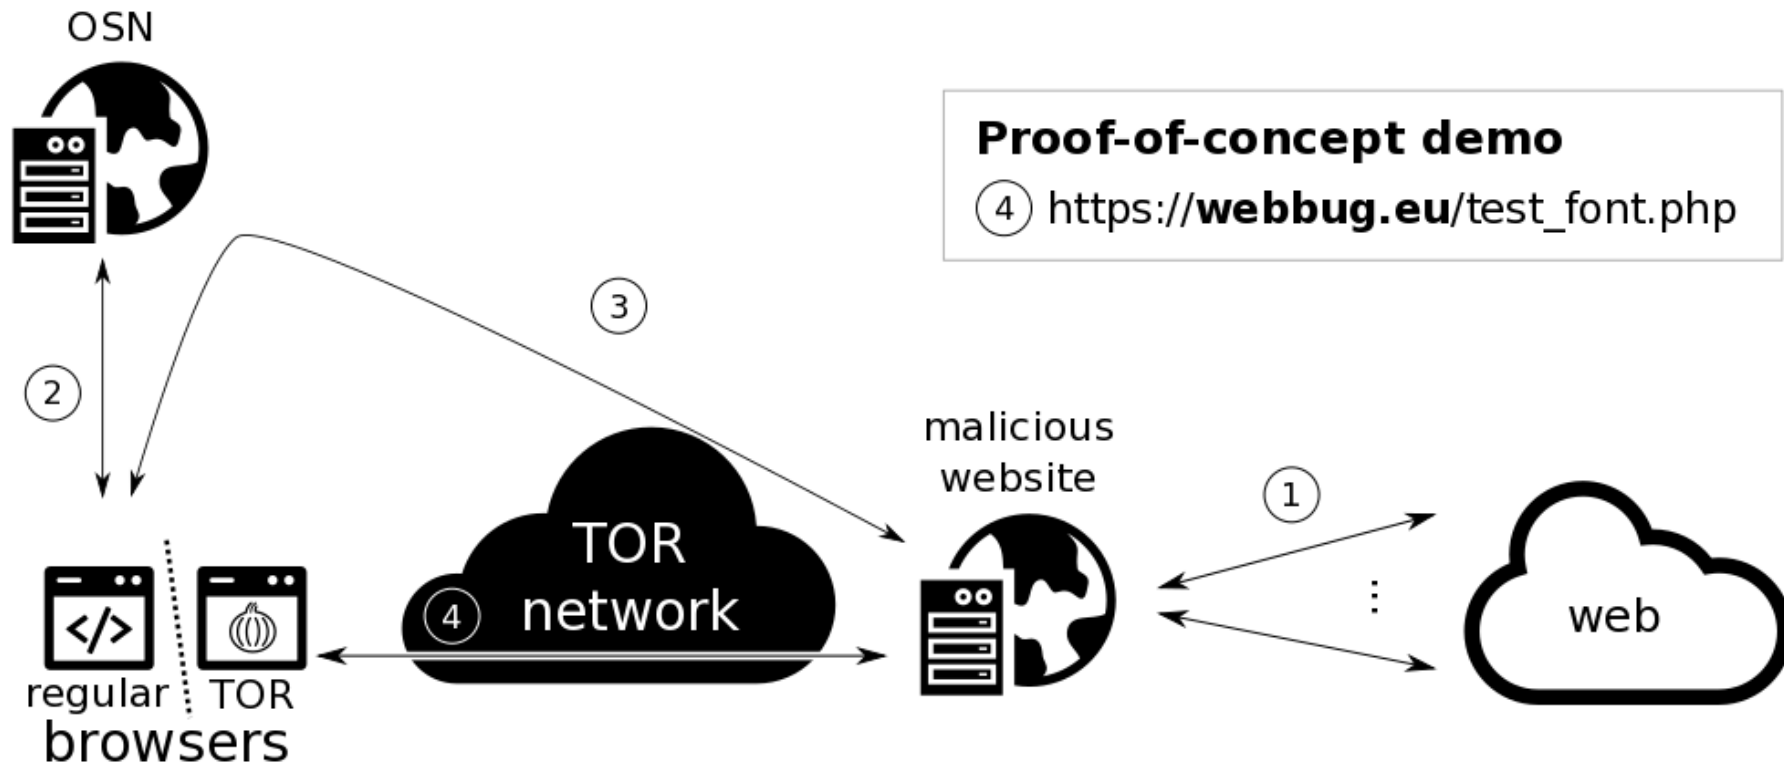 OSN
Proof-of-concept demo
4 https://webbug.eu/test_font.php
3
2
malicious
website
1
TOR
network
4
web
</>
regular TOR
browsers